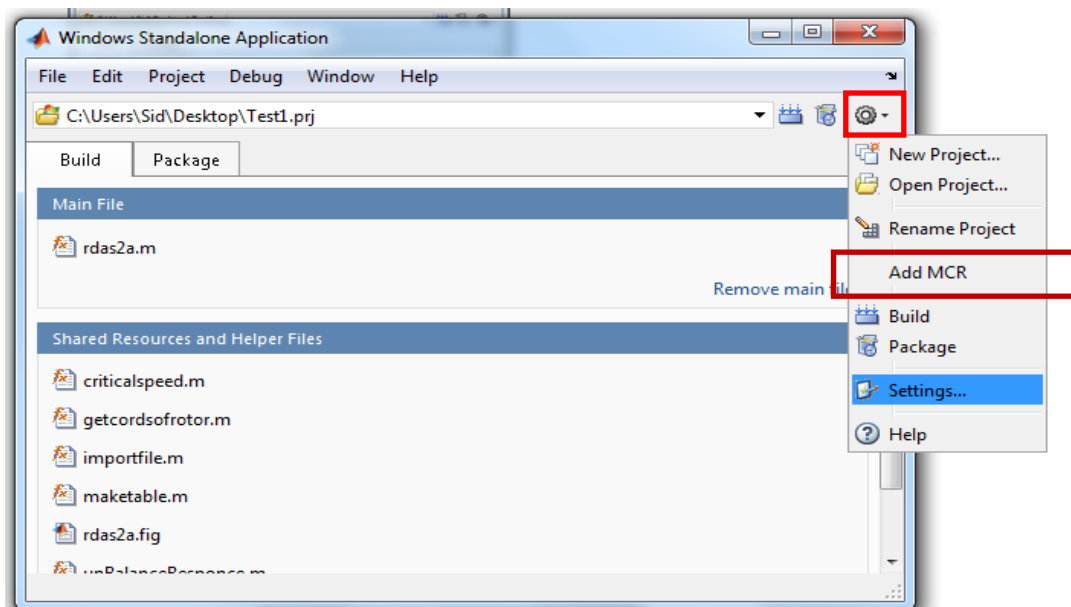 Windows Standalone Application
File Edit Project Debug Window Help
C:\Users\Sid\Desktop\Test1.prj
Build Package
Main File
rdas2a.m
Remove main
Shared Resources and Helper Files
criticalspeed.m
getcordsofrotor.m
importfile.m
maketable.m
rdas2a.fig
unBalanceResponce.m
New Project...
Open Project...
Rename Project
Add MCR
Build
Package
Settings...
Help